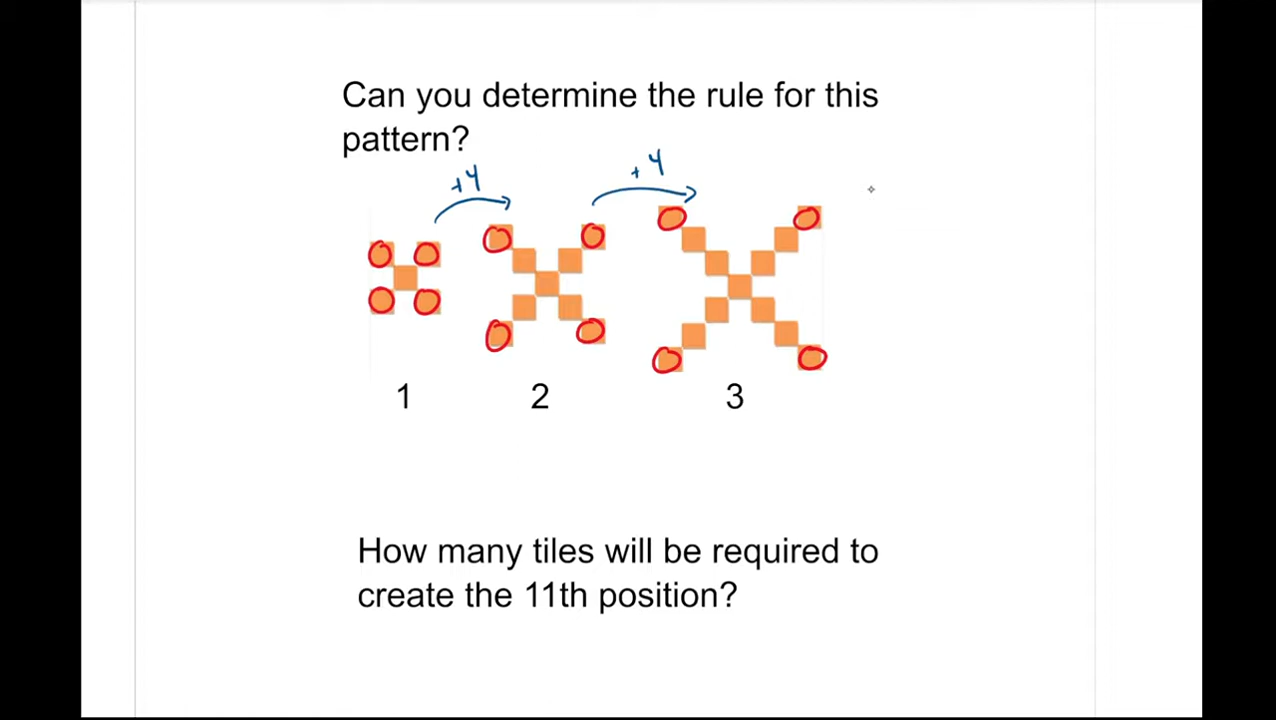 Can you determine the rule for this
pattern?
+4
+4
1 2 3
How many tiles will be required to
create the 11th position?